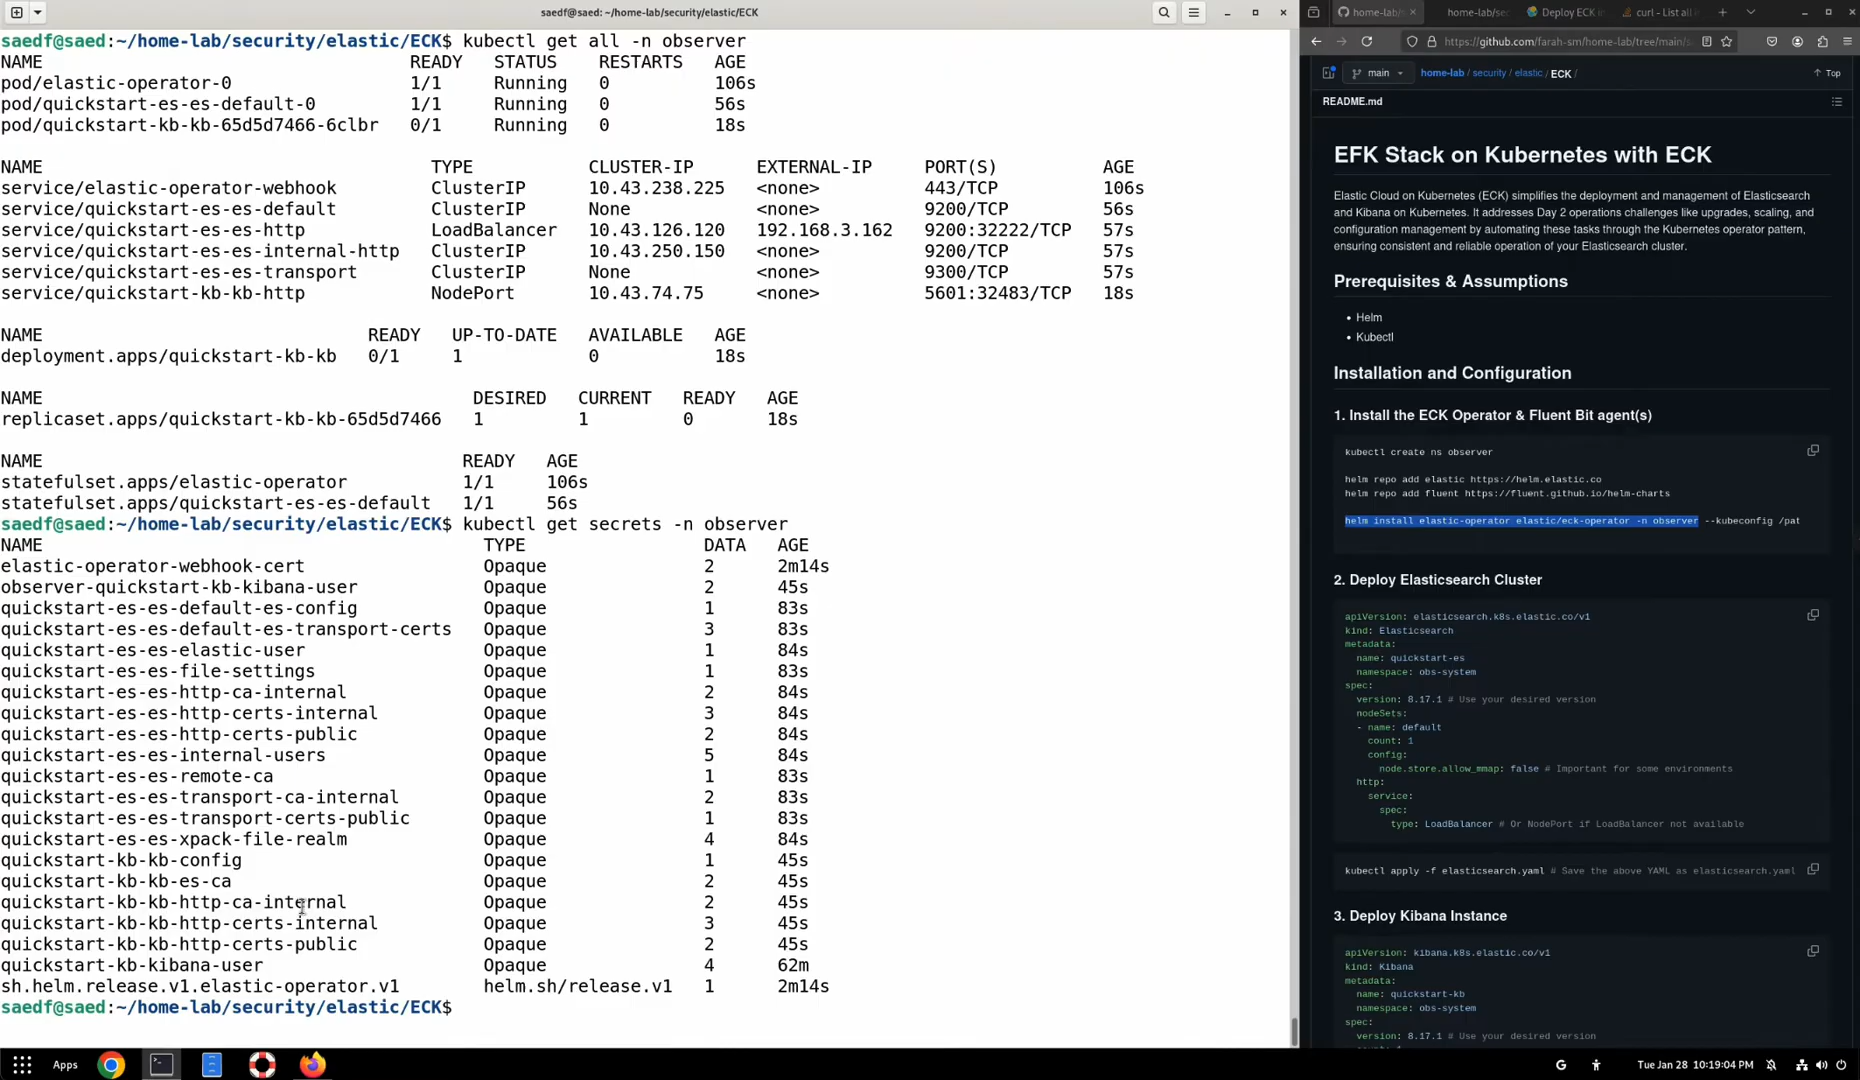 saedf@saed: ~/home-lab/security/elastic/ECK
saedf@saed:~/home-lab/security/elastic/ECK$ kubectl get all -n observer
NAME READY STATUS RESTARTS AGE
pod/elastic-operator-0 1/1 Running 0 106s
pod/quickstart-es-es-default-0 1/1 Running 0 56s
pod/quickstart-kb-kb-65d5d7466-6clbr 0/1 Running 0 18s
NAME TYPE CLUSTER-IP EXTERNAL-IP PORT(S) AGE
service/elastic-operator-webhook ClusterIP 10.43.238.225 <none> 443/TCP 106s
service/quickstart-es-es-default ClusterIP None <none> 9200/TCP 56s
service/quickstart-es-es-http LoadBalancer 10.43.126.120 192.168.3.162 9200:32222/TCP 57s
service/quickstart-es-es-internal-http ClusterIP 10.43.250.150 <none> 9200/TCP 57s
service/quickstart-es-es-transport ClusterIP None <none> 9300/TCP 57s
service/quickstart-kb-kb-http NodePort 10.43.74.75 <none> 5601:32483/TCP 18s
NAME READY UP-TO-DATE AVAILABLE AGE
deployment.apps/quickstart-kb-kb 0/1 1 0 18s
NAME DESIRED CURRENT READY AGE
replicaset.apps/quickstart-kb-kb-65d5d7466 1 1 0 18s
NAME READY AGE
statefulset.apps/elastic-operator 1/1 106s
statefulset.apps/quickstart-es-es-default 1/1 56s
saedf@saed:~/home-lab/security/elastic/ECK$ kubectl get secrets -n observer
NAME TYPE DATA AGE
elastic-operator-webhook-cert Opaque 2 2m14s
observer-quickstart-kb-kibana-user Opaque 2 45s
quickstart-es-es-default-es-config Opaque 1 83s
quickstart-es-es-default-es-transport-certs Opaque 3 83s
quickstart-es-es-elastic-user Opaque 1 84s
quickstart-es-es-file-settings Opaque 1 83s
quickstart-es-es-http-ca-internal Opaque 2 84s
quickstart-es-es-http-certs-internal Opaque 3 84s
quickstart-es-es-http-certs-public Opaque 2 84s
quickstart-es-es-internal-users Opaque 5 84s
quickstart-es-es-remote-ca Opaque 1 83s
quickstart-es-es-transport-ca-internal Opaque 2 83s
quickstart-es-es-transport-certs-public Opaque 1 83s
quickstart-es-es-xpack-file-realm Opaque 4 84s
quickstart-kb-kb-config Opaque 1 45s
quickstart-kb-kb-es-ca Opaque 2 45s
quickstart-kb-kb-http-ca-internal Opaque 2 45s
quickstart-kb-kb-http-certs-internal Opaque 3 45s
quickstart-kb-kb-http-certs-public Opaque 2 45s
quickstart-kb-kibana-user Opaque 4 62m
sh.helm.release.v1.elastic-operator.v1 helm.sh/release.v1 1 2m14s
saedf@saed:~/home-lab/security/elastic/ECK$
home-lab/ home-lab/sec Deploy ECK in curl - List all i
https://github.com/farah-sm/home-lab/tree/main/s
main home-lab / security / elastic / ECK / Top
README.md
EFK Stack on Kubernetes with ECK
Elastic Cloud on Kubernetes (ECK) simplifies the deployment and management of Elasticsearch
and Kibana on Kubernetes. It addresses Day 2 operations challenges like upgrades, scaling, and
configuration management by automating these tasks through the Kubernetes operator pattern,
ensuring consistent and reliable operation of your Elasticsearch cluster.
Prerequisites & Assumptions
• Helm
• Kubectl
Installation and Configuration
1. Install the ECK Operator & Fluent Bit agent(s)
kubectl create ns observer
helm repo add elastic https://helm.elastic.co
helm repo add fluent https://fluent.github.io/helm-charts
helm install elastic-operator elastic/eck-operator -n observer --kubeconfig /pat
2. Deploy Elasticsearch Cluster
apiVersion: elasticsearch.k8s.elastic.co/v1
kind: Elasticsearch
metadata:
name: quickstart-es
namespace: obs-system
spec:
version: 8.17.1 # Use your desired version
nodeSets:
- name: default
count: 1
config:
node.store.allow_mmap: false # Important for some environments
http:
service:
spec:
type: LoadBalancer # Or NodePort if LoadBalancer not available
kubectl apply -f elasticsearch.yaml # Save the above YAML as elasticsearch.yaml
3. Deploy Kibana Instance
apiVersion: kibana.k8s.elastic.co/v1
kind: Kibana
metadata:
name: quickstart-kb
namespace: obs-system
spec:
version: 8.17.1 # Use your desired version
Apps
Tue Jan 28 10:19:04 PM